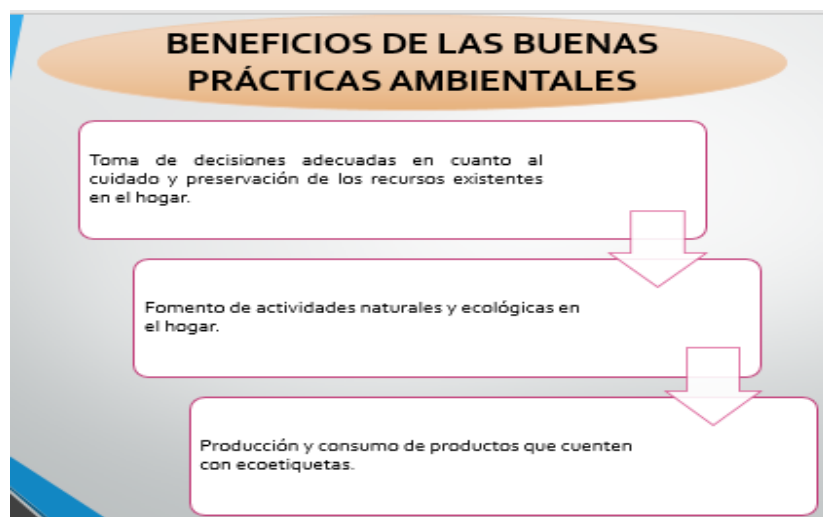 BENEFICIOS DE LAS BUENAS
PRÁCTICAS AMBIENTALES
Toma de decisiones adecuadas en cuanto al
cuidado y preservación de los recursos existentes
en el hogar.
Fomento de actividades naturales y ecológicas en
el hogar.
Producción y consumo de productos que cuenten
con ecoetiquetas.